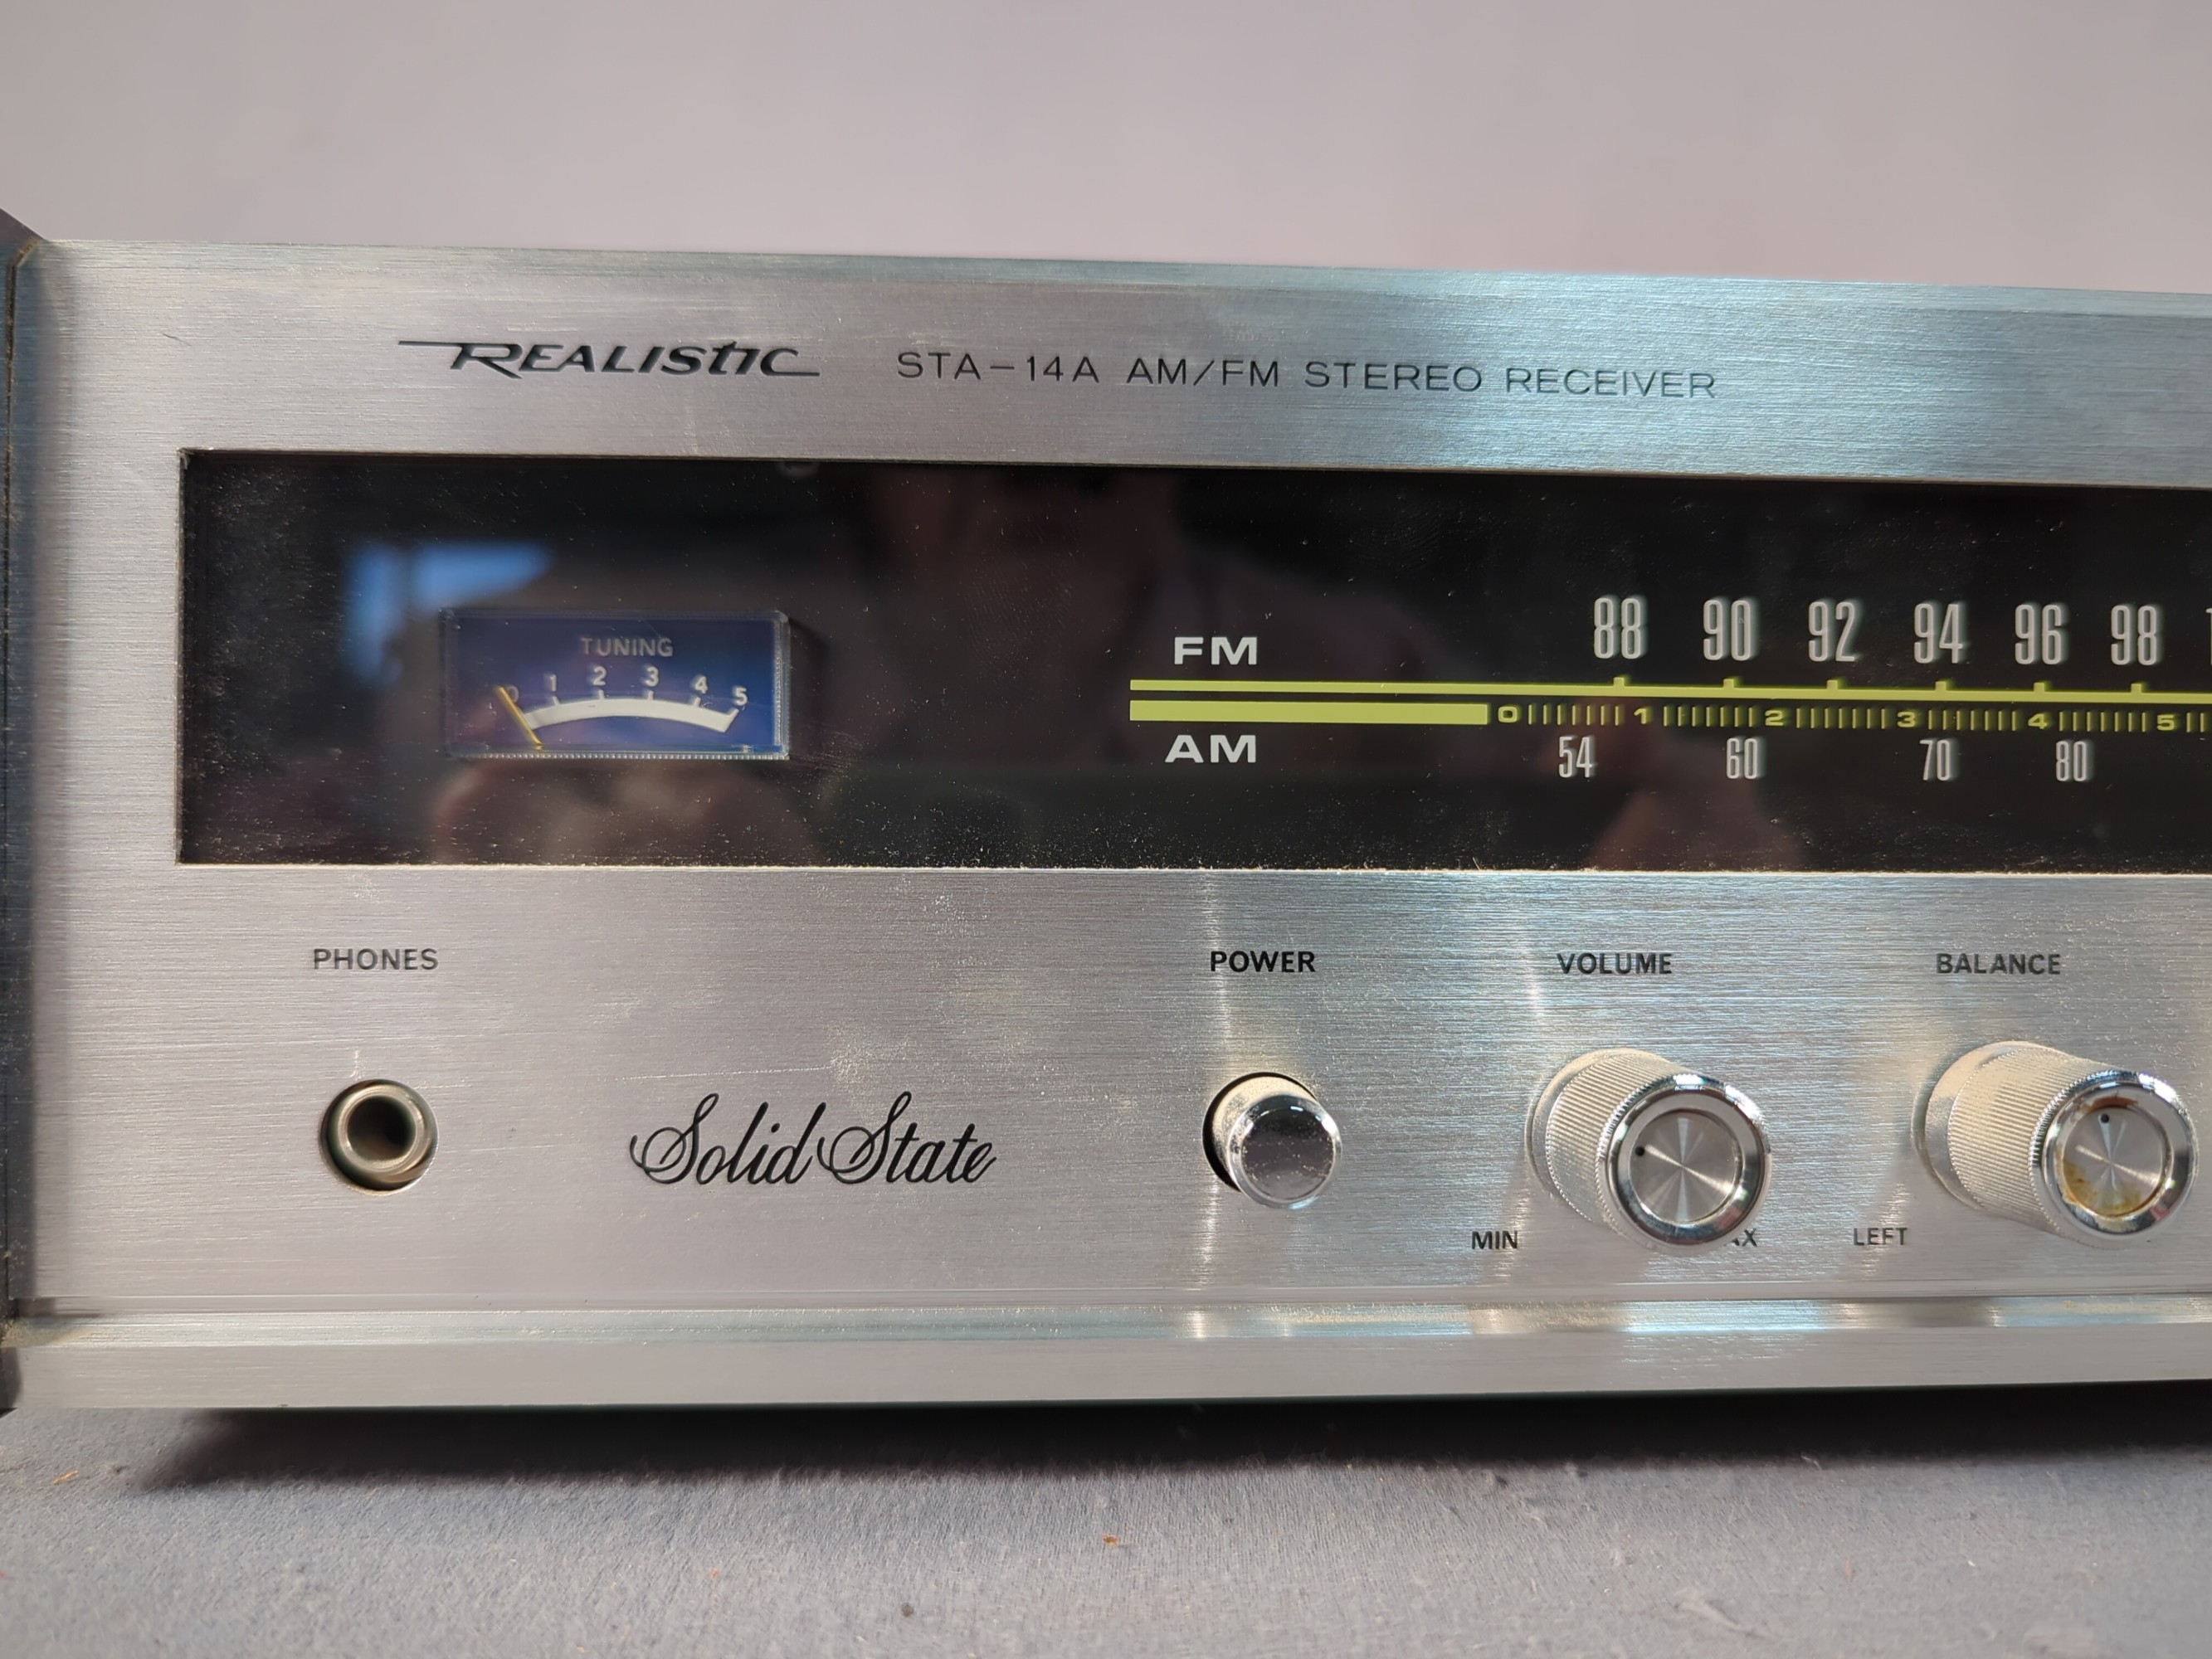 REALISTIC STA-14A AM/FM STEREO RECEIVER
TUNING
0 1 2 3 4 5
FM 88 90 92 94 96 98
0 1 2 3 4 5
AM 54 60 70 80
PHONES POWER VOLUME BALANCE
Solid State
MIN LEFT